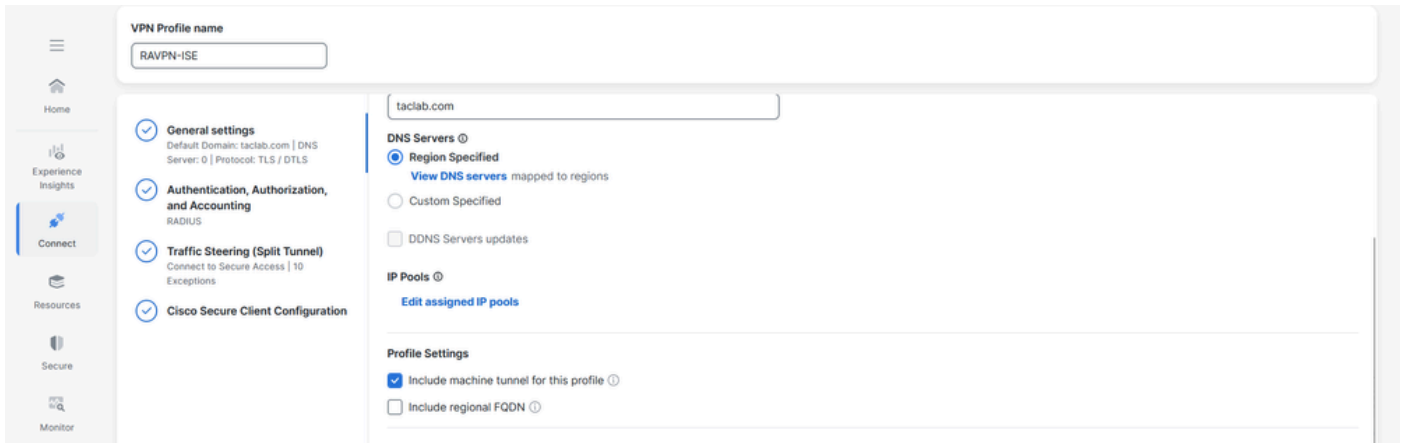 VPN Profile name
RAVPN-ISE
Home
Experience
Insights
Connect
Resources
Secure
Monitor
General settings
Default Domain: taclab.com | DNS
Server: 0 | Protocol: TLS / DTLS
Authentication, Authorization,
and Accounting
RADIUS
Traffic Steering (Split Tunnel)
Connect to Secure Access | 10
Exceptions
Cisco Secure Client Configuration
taclab.com
DNS Servers
Region Specified
View DNS servers mapped to regions
Custom Specified
DDNS Servers updates
IP Pools
Edit assigned IP pools
Profile Settings
Include machine tunnel for this profile
Include regional FQDN